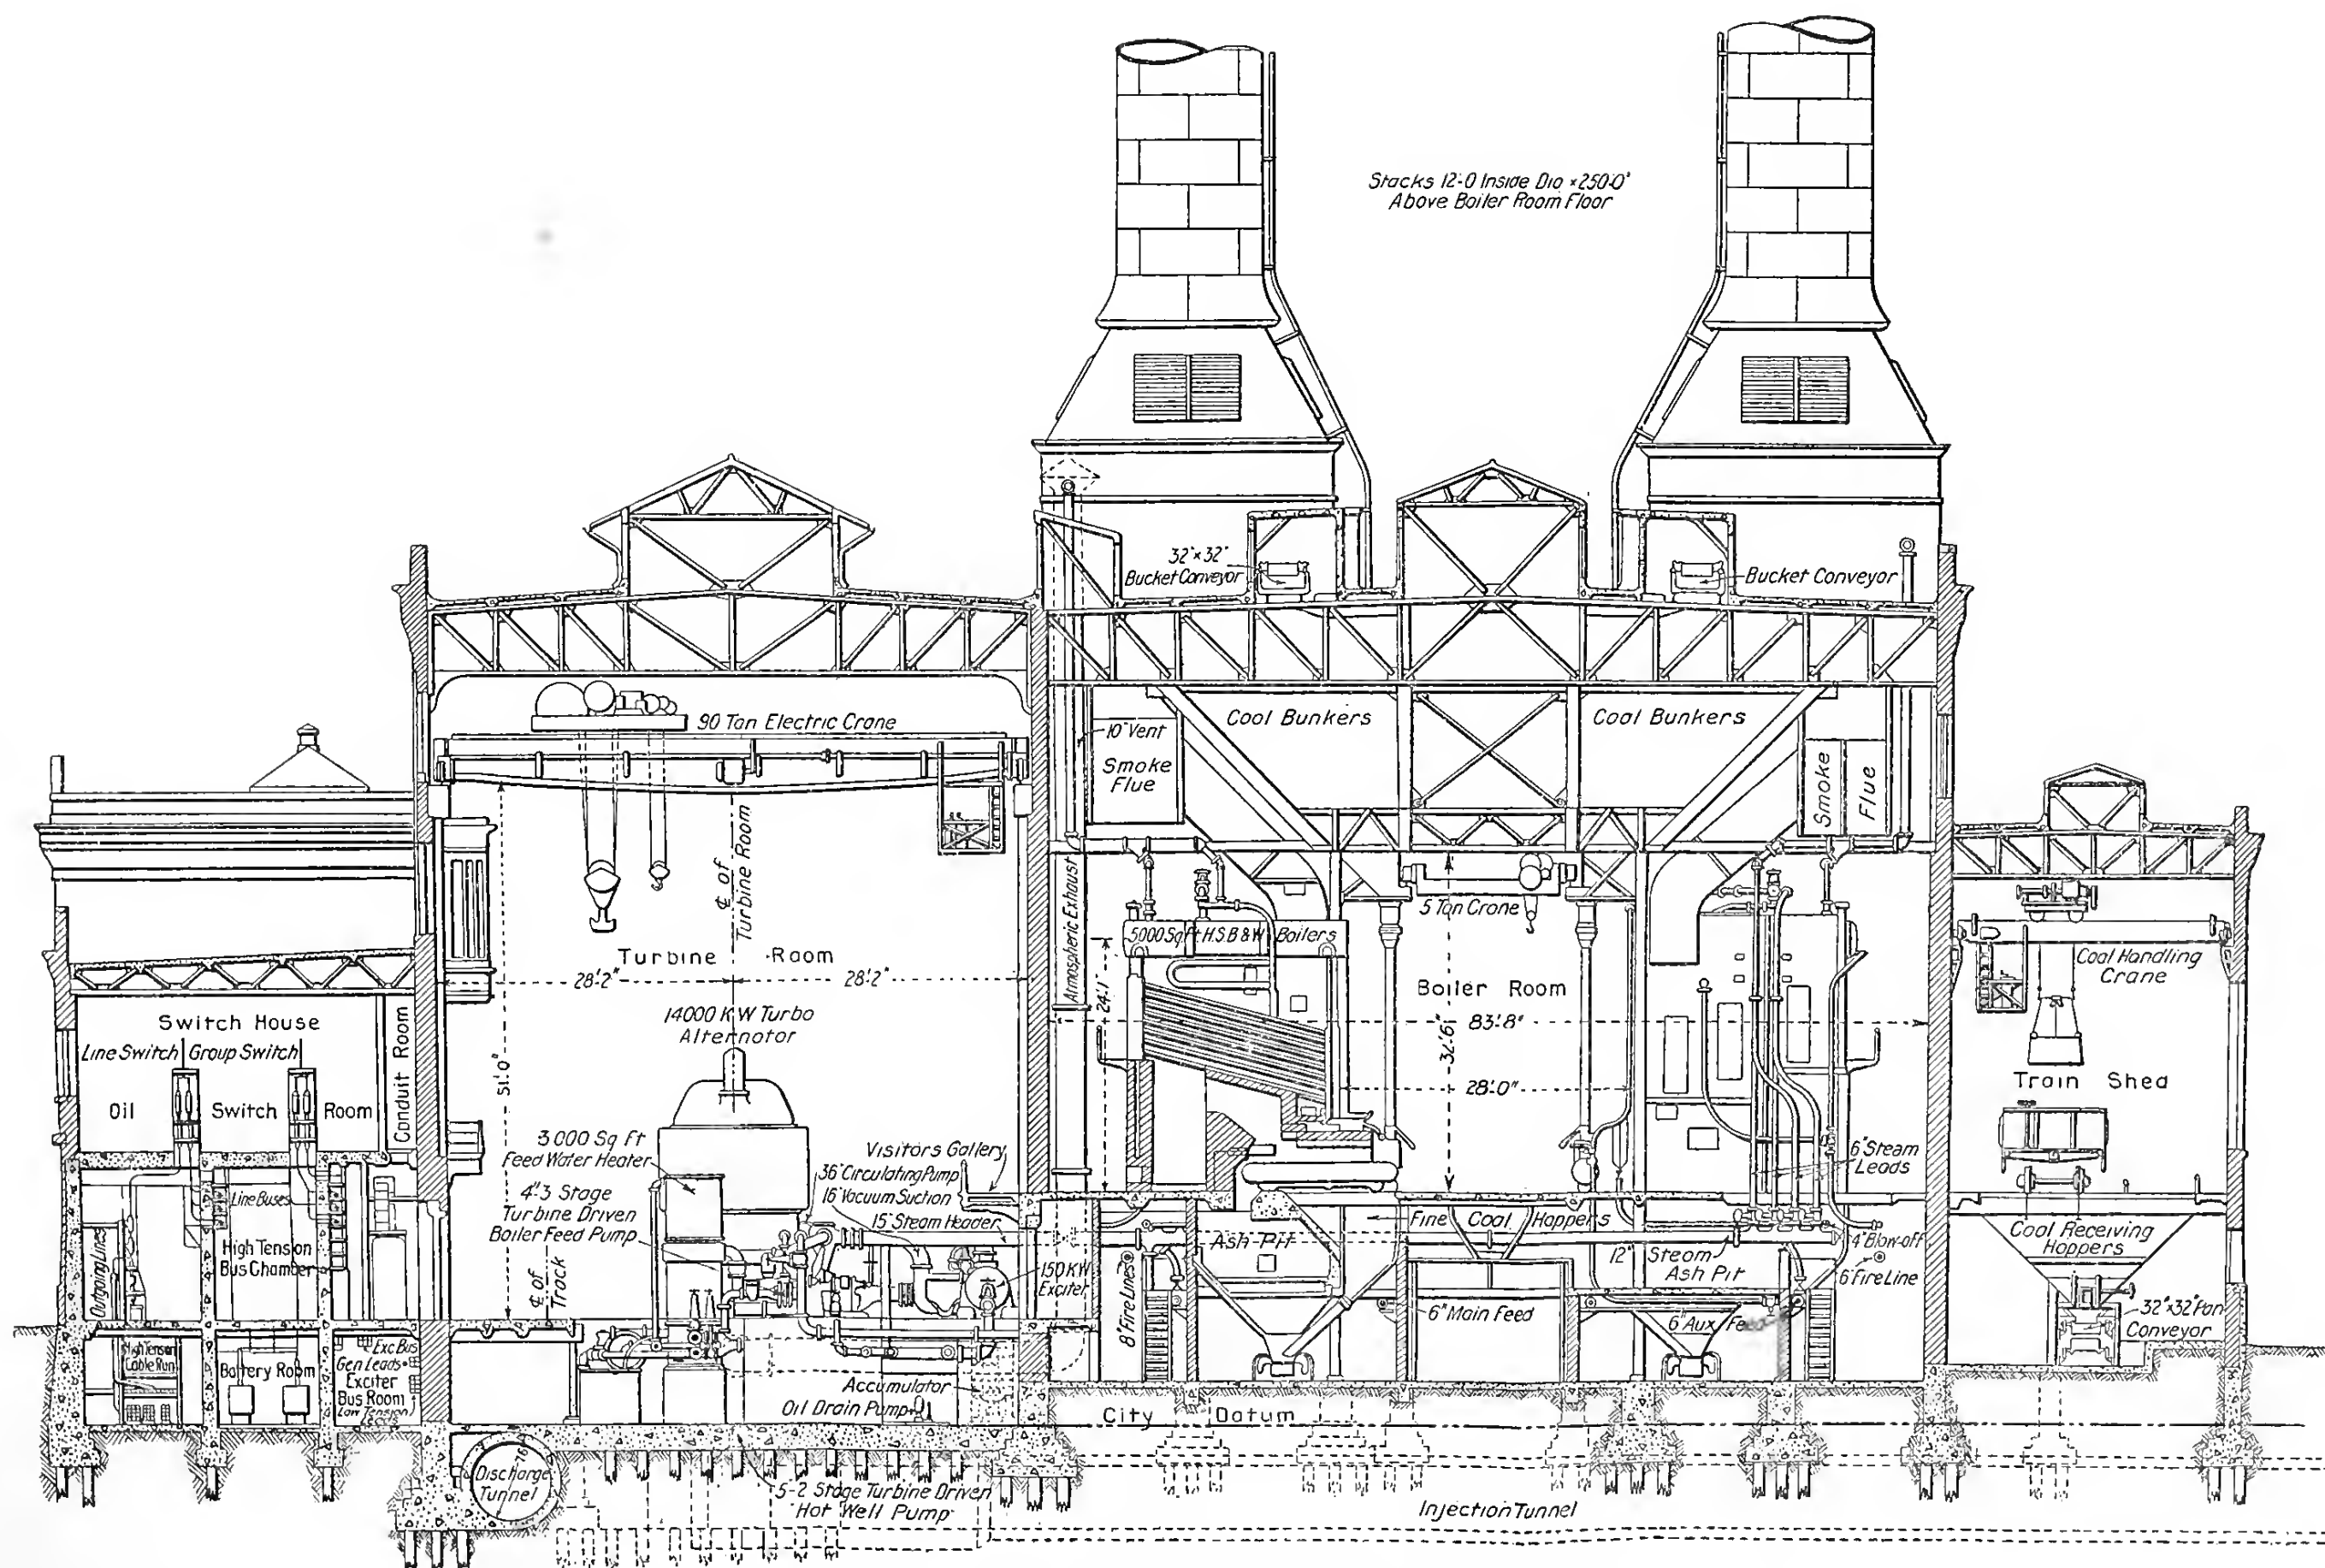 Stacks 12'-0 Inside Dia × 250-0"
Above Boiler Room Floor
32"×32"
Bucket Conveyor
Bucket Conveyor
90 Ton Electric Crane
Coal Bunkers
Coal Bunkers
10" Vent
Smoke
Flue
Smoke
Flue
℄ of
Turbine Room
Atmospheric Exhaust
5 Ton Crane
5000 Sq Ft H.S.B & W Boilers
Turbine Room
28'-2"
28'-2"
51'-0"
14000 KW Turbo
Alternator
24'-1"
Boiler Room
83'-8"
32'-6"
28'-0"
Coal Handling
Crane
Train Shed
Switch House
Line Switch
Group Switch
Oil
Switch
Room
Conduit Room
3000 Sq Ft
Feed Water Heater
4" 3 Stage
Turbine Driven
Boiler Feed Pump
Visitors Gallery
36" Circulating Pump
16" Vacuum Suction
15" Steam Header
6" Steam
Leads
Line Buses
High Tension
Bus Chamber
Outgoing Lines
℄ of
Track
150 KW
Exciter
Ash Pit
Fine Coal Hoppers
12" Steam
Ash Pit
4" Blow-off
6" Fire Line
8" Fire Lines
6" Main Feed
6" Aux Feed
Coal Receiving
Hoppers
32"×32" Pan
Conveyor
High Tension
Cable Run
Battery Room
Exc Bus
Gen Leads
Exciter
Bus Room
Low Tension
Leads
Accumulator
Oil Drain Pump
City Datum
Discharge
Tunnel
5-2 Stage Turbine Driven
Hot Well Pump
Injection Tunnel